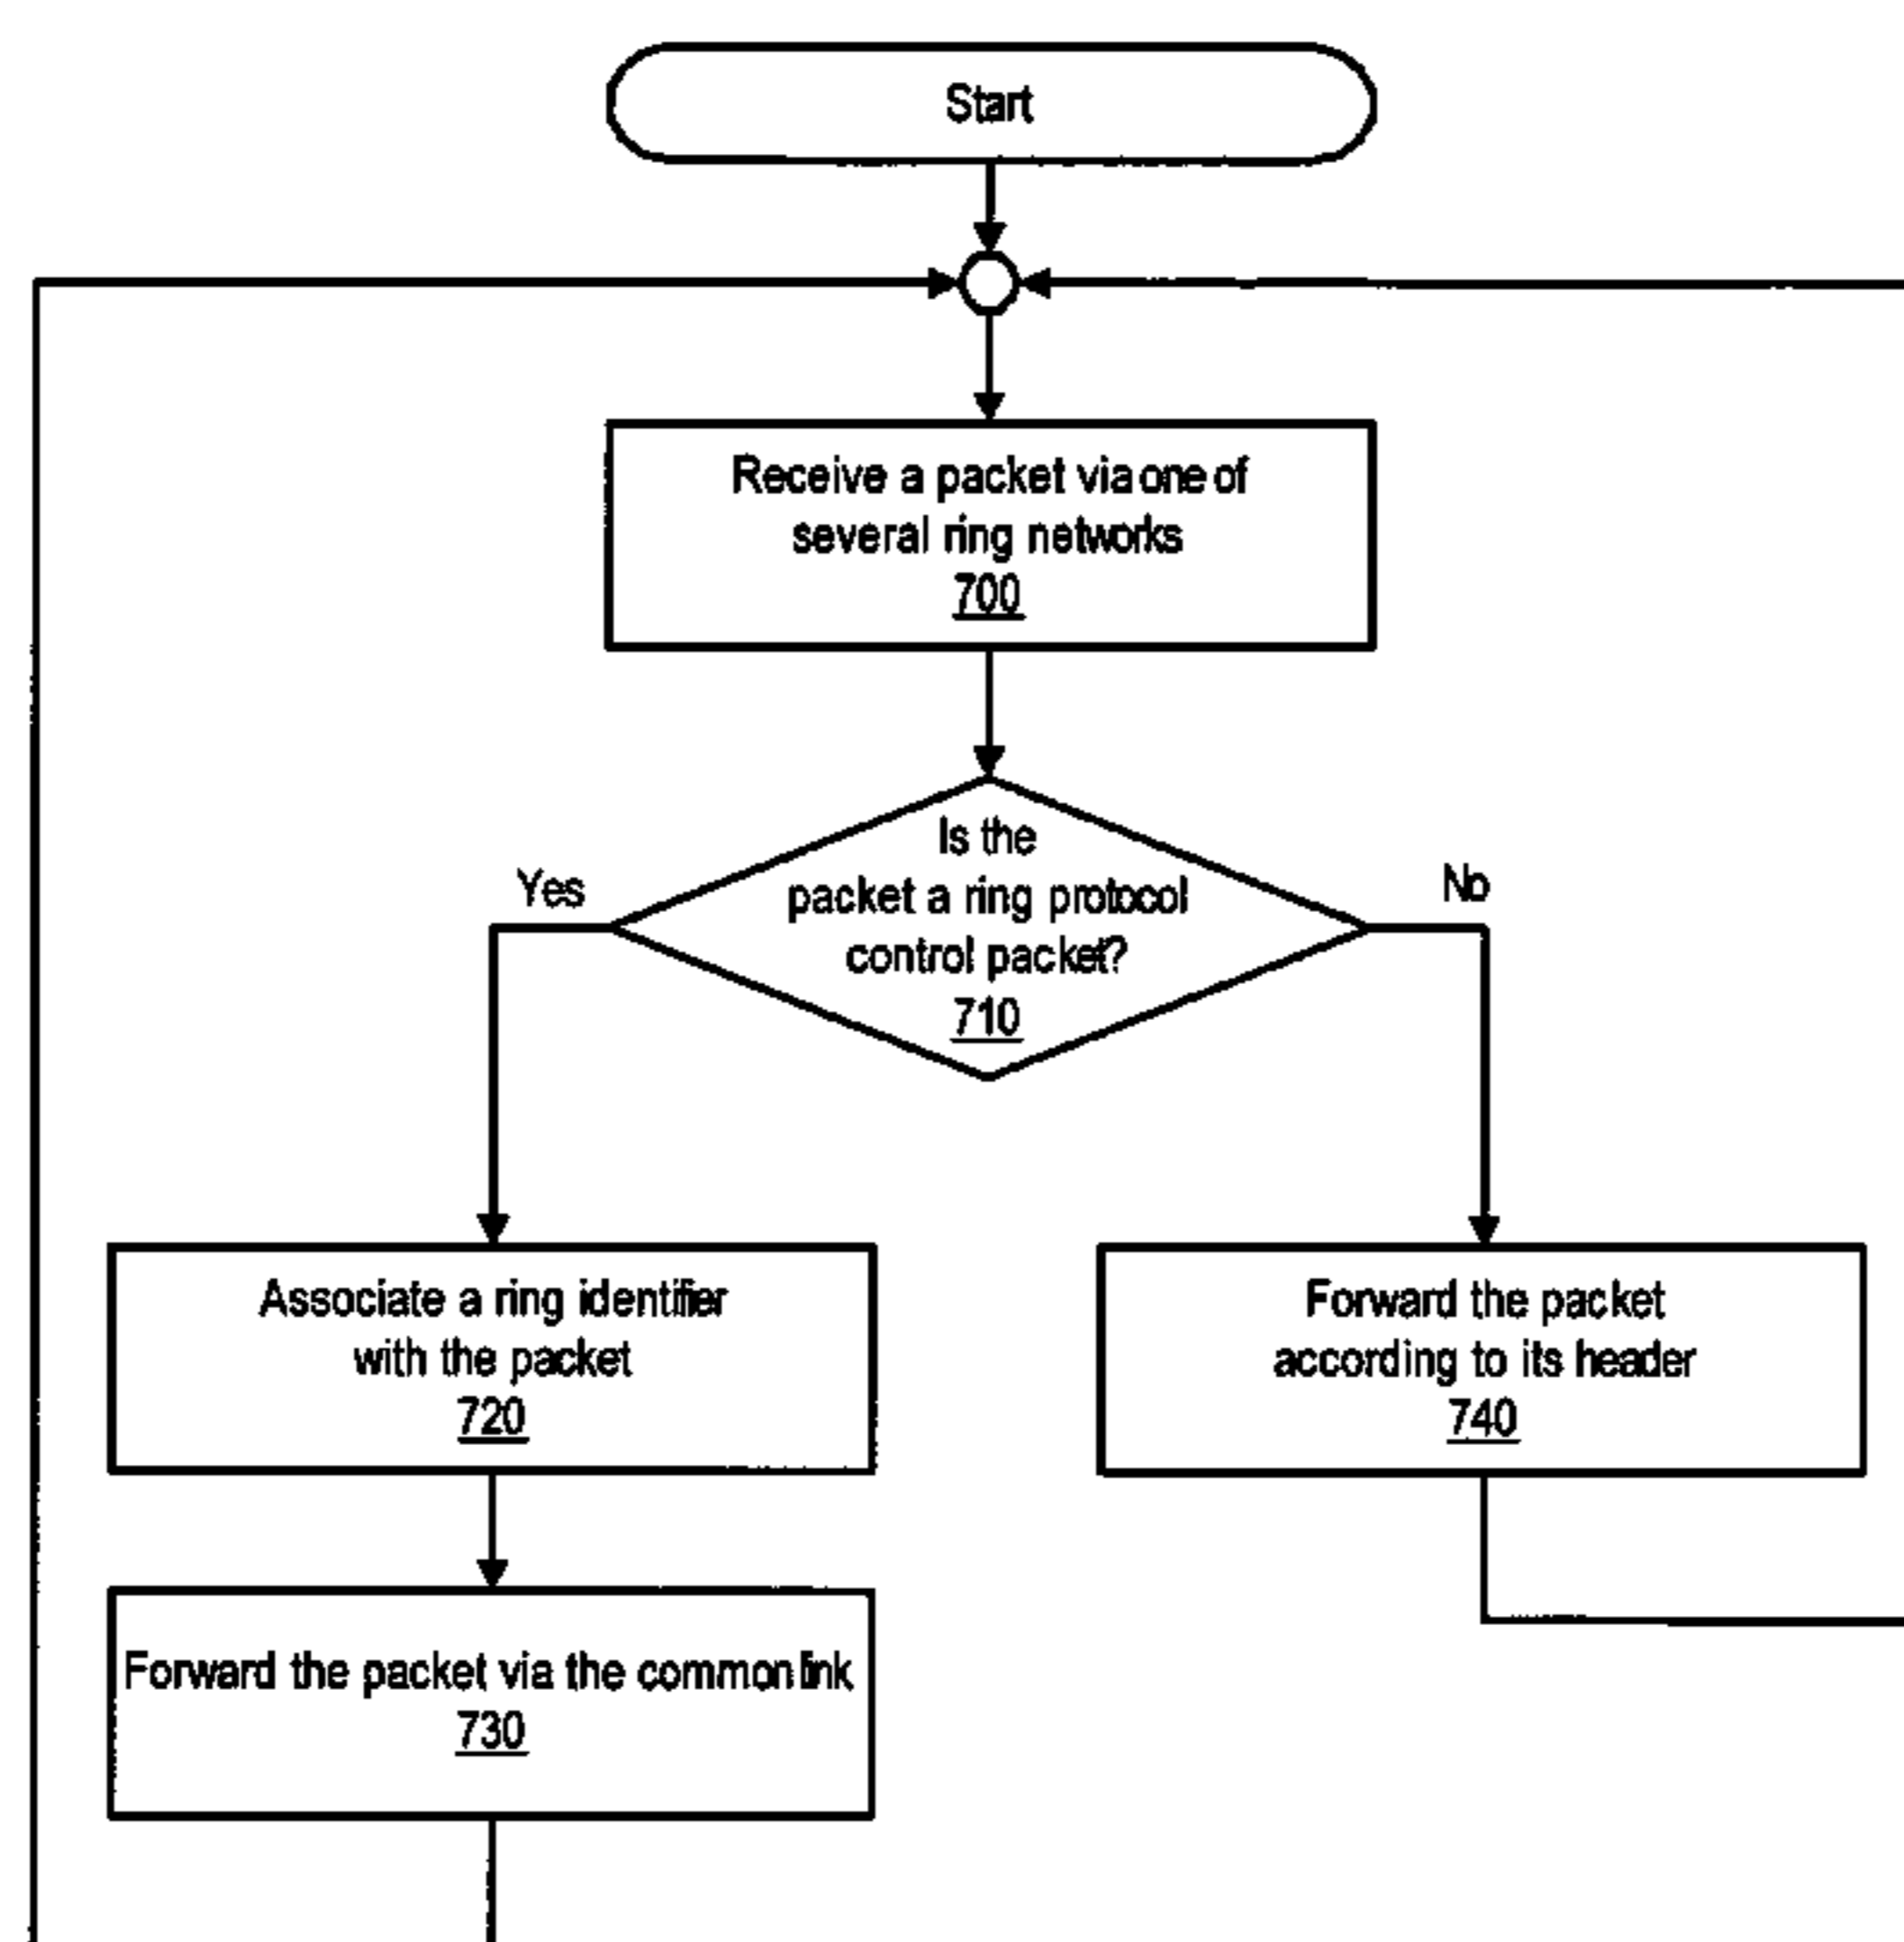 Start
Receive a packet via one of
several ring networks
700
Is the
packet a ring protocol
control packet?
710
Yes
No
Associate a ring identifier
with the packet
720
Forward the packet
according to its header
740
Forward the packet via the common link
730